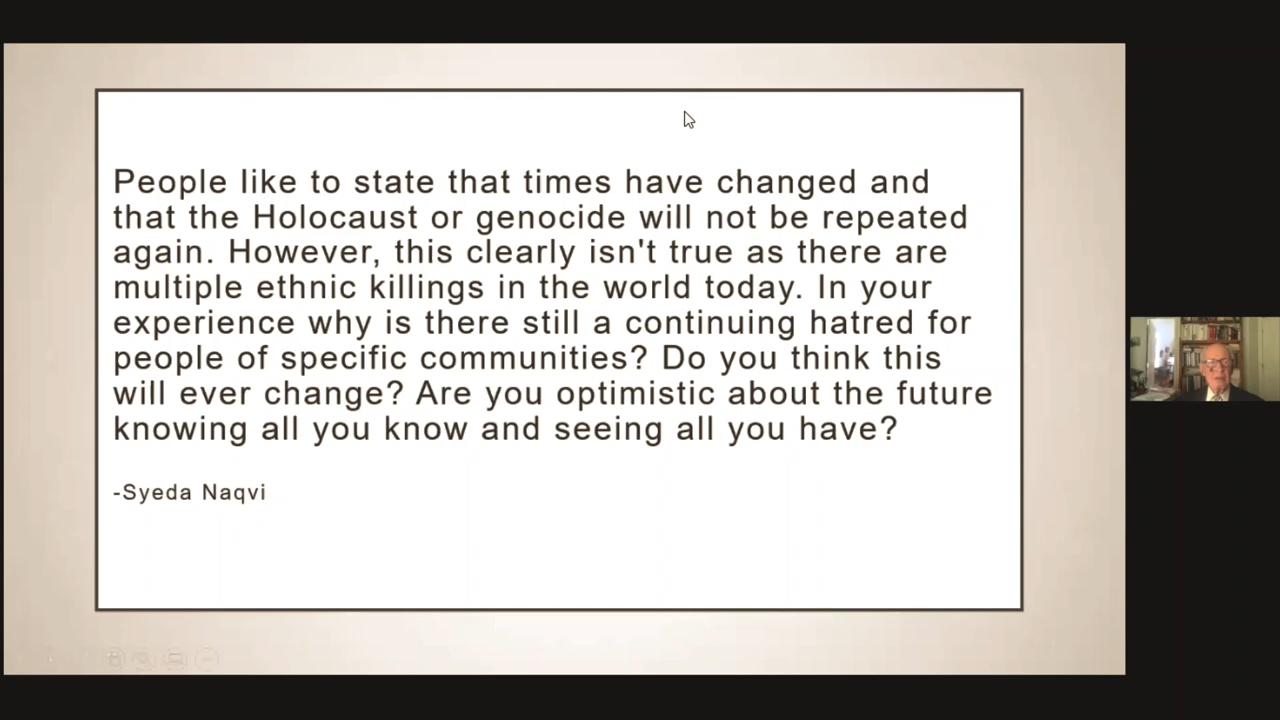 People like to state that times have changed and
that the Holocaust or genocide will not be repeated
again. However, this clearly isn't true as there are
multiple ethnic killings in the world today. In your
experience why is there still a continuing hatred for
people of specific communities? Do you think this
will ever change? Are you optimistic about the future
knowing all you know and seeing all you have?
-Syeda Naqvi